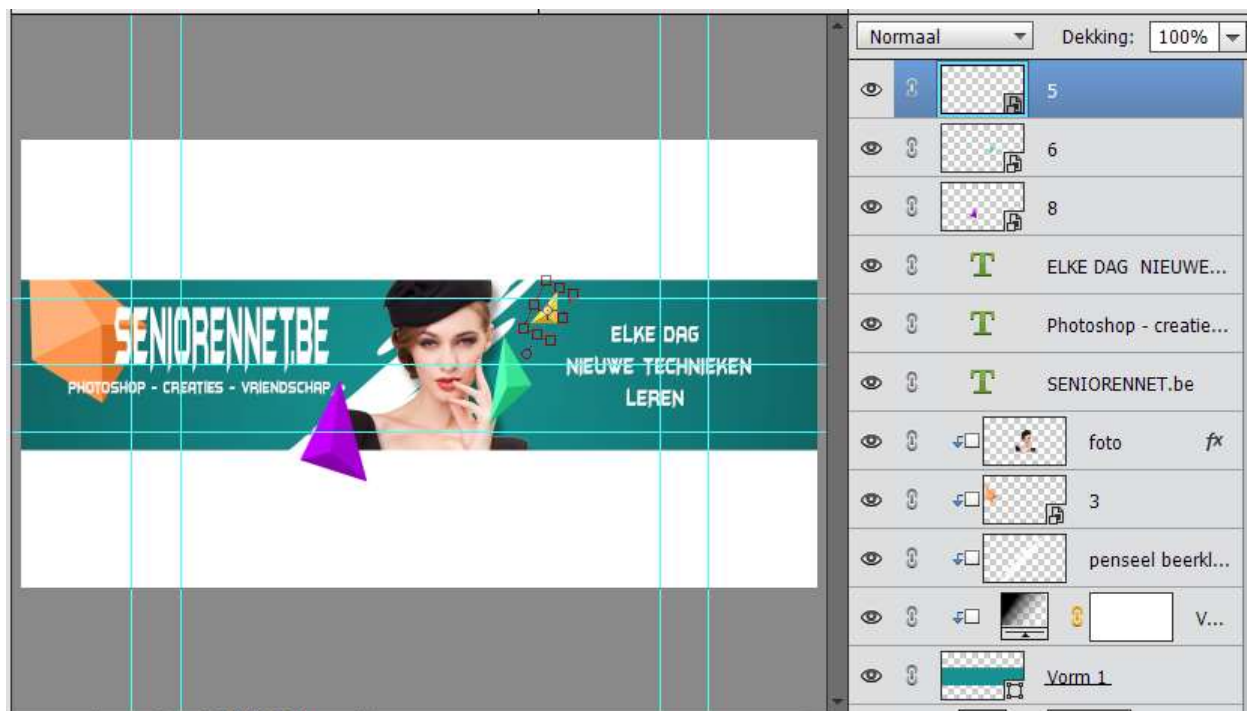 Normaal Dekking: 100%
5
6
8
ELKE DAG NIEUWE...
Photoshop - creatie...
SENIORENNET.be
foto fx
3
penseel beerkl...
V...
Vorm 1
SENIORENNET.BE
PHOTOSHOP - CREATIES - VRIENDSCHAP
ELKE DAG
NIEUWE TECHNIEKEN
LEREN